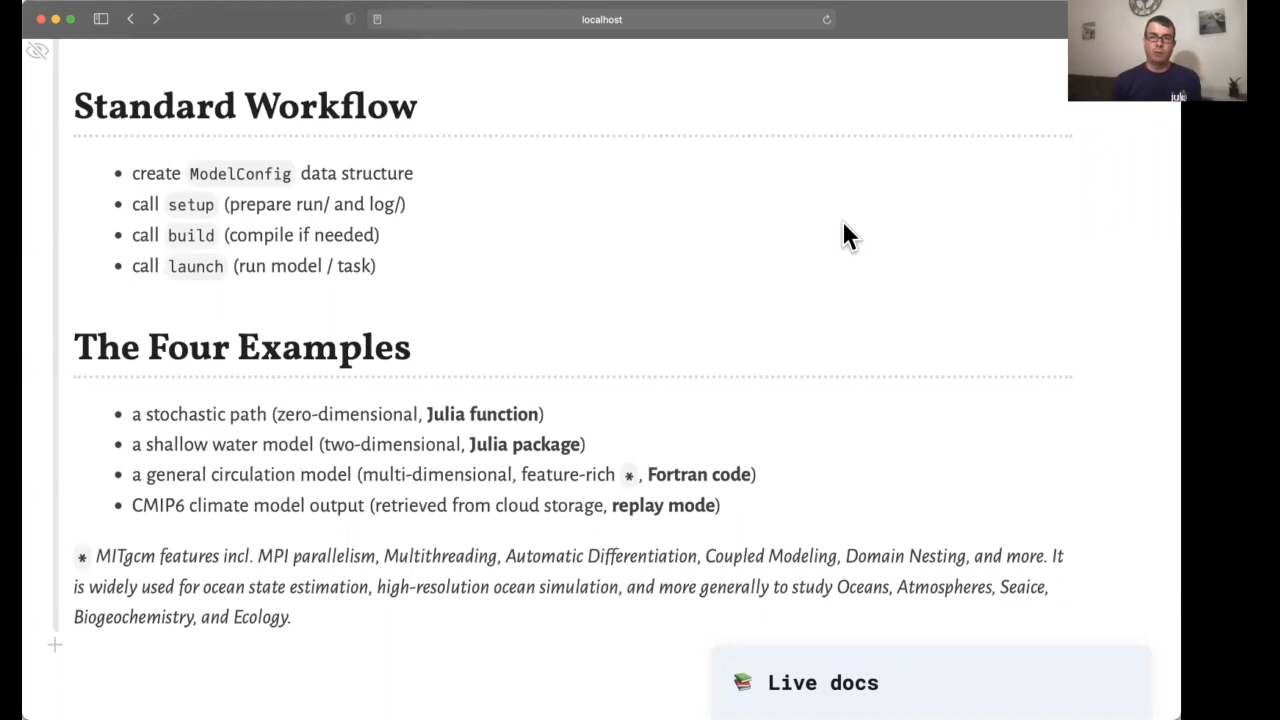 localhost
julia
Standard Workflow
• create ModelConfig data structure
• call setup (prepare run/ and log/)
• call build (compile if needed)
• call launch (run model / task)
The Four Examples
• a stochastic path (zero-dimensional, Julia function)
• a shallow water model (two-dimensional, Julia package)
• a general circulation model (multi-dimensional, feature-rich *, Fortran code)
• CMIP6 climate model output (retrieved from cloud storage, replay mode)
* MITgcm features incl. MPI parallelism, Multithreading, Automatic Differentiation, Coupled Modeling, Domain Nesting, and more. It
is widely used for ocean state estimation, high-resolution ocean simulation, and more generally to study Oceans, Atmospheres, Seaice,
Biogeochemistry, and Ecology.
Live docs